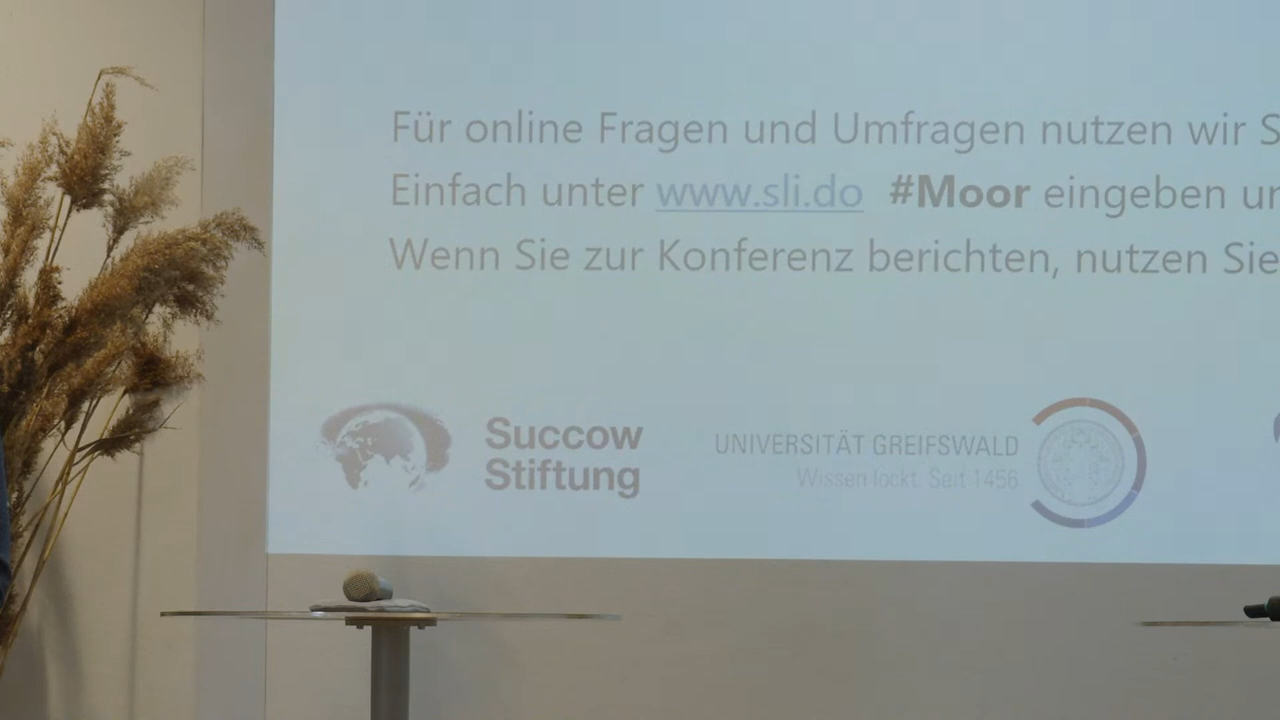 Für online Fragen und Umfragen nutzen wir S
Einfach unter www.sli.do #Moor eingeben un
Wenn Sie zur Konferenz berichten, nutzen Sie
Succow
Stiftung
UNIVERSITÄT GREIFSWALD
Wissen lockt. Seit 1456